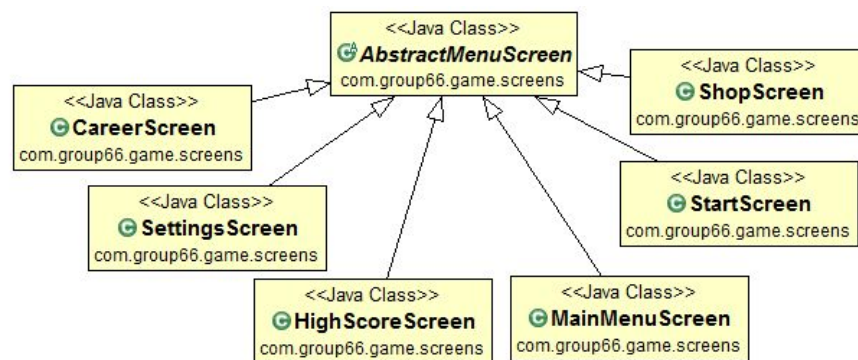 <<Java Class>>
AbstractMenuScreen
com.group66.game.screens
<<Java Class>>
ShopScreen
com.group66.game.screens
<<Java Class>>
CareerScreen
com.group66.game.screens
<<Java Class>>
StartScreen
com.group66.game.screens
<<Java Class>>
SettingsScreen
com.group66.game.screens
<<Java Class>>
HighScoreScreen
com.group66.game.screens
<<Java Class>>
MainMenuScreen
com.group66.game.screens